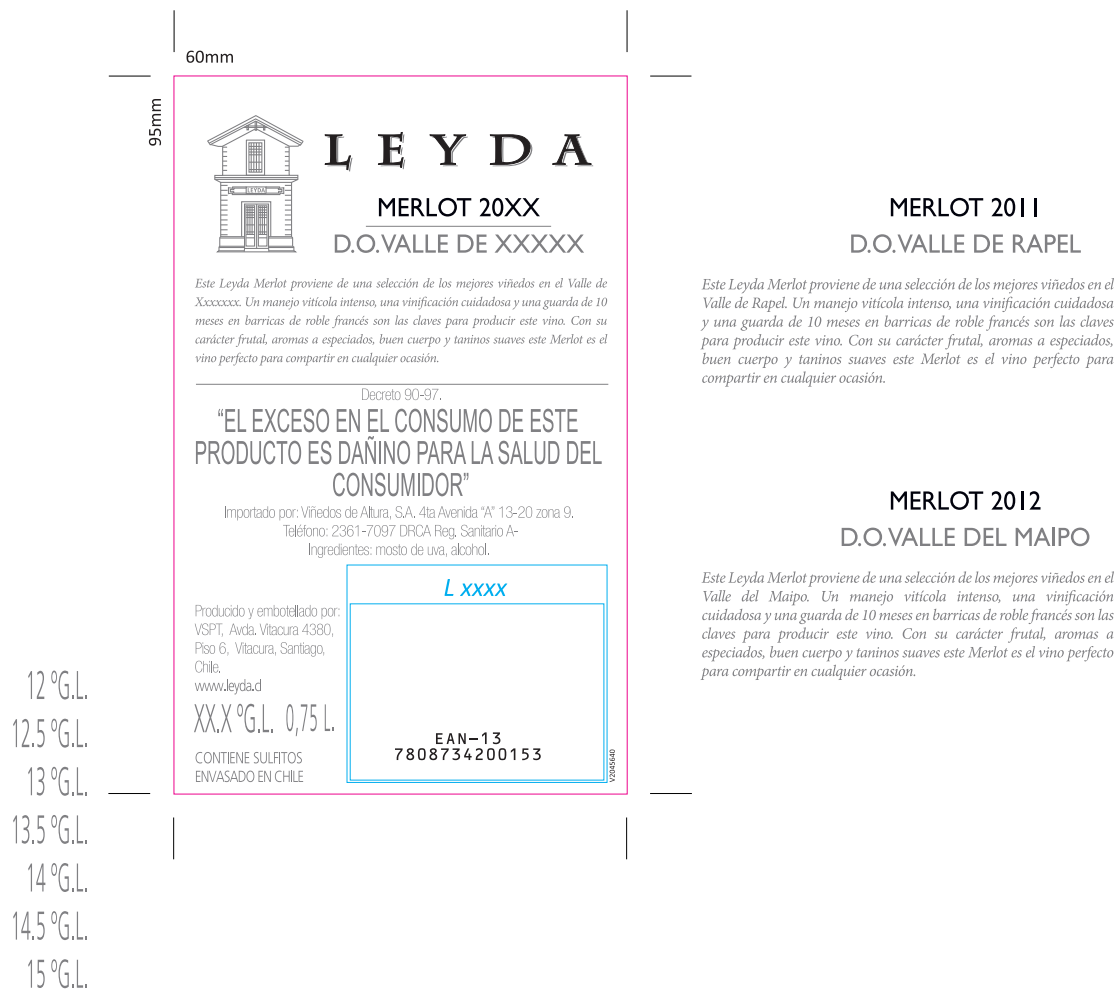 60mm
95mm
LEYDA
LEYDA
MERLOT 20XX
D.O. VALLE DE XXXXX
Este Leyda Merlot proviene de una selección de los mejores viñedos en el Valle de
Xxxxxxx. Un manejo vitícola intenso, una vinificación cuidadosa y una guarda de 10
meses en barricas de roble francés son las claves para producir este vino. Con su
carácter frutal, aromas a especiados, buen cuerpo y taninos suaves este Merlot es el
vino perfecto para compartir en cualquier ocasión.
Decreto 90-97.
“EL EXCESO EN EL CONSUMO DE ESTE
PRODUCTO ES DAÑINO PARA LA SALUD DEL
CONSUMIDOR”
Importado por: Viñedos de Altura, S.A. 4ta Avenida “A” 13-20 zona 9.
Teléfono: 2361-7097 DRCA Reg. Sanitario A-
Ingredientes: mosto de uva, alcohol.
L xxxx
Producido y embotellado por:
VSPT, Avda. Vitacura 4380,
Piso 6, Vitacura, Santiago,
Chile.
www.leyda.cl
XX.X °G.L. 0,75 L.
CONTIENE SULFITOS
ENVASADO EN CHILE
EAN-13
7808734200153
V2045640
12 °G.L.
12.5 °G.L.
13 °G.L.
13.5 °G.L.
14 °G.L.
14.5 °G.L.
15 °G.L.
MERLOT 2011
D.O. VALLE DE RAPEL
Este Leyda Merlot proviene de una selección de los mejores viñedos en el
Valle de Rapel. Un manejo vitícola intenso, una vinificación cuidadosa
y una guarda de 10 meses en barricas de roble francés son las claves
para producir este vino. Con su carácter frutal, aromas a especiados,
buen cuerpo y taninos suaves este Merlot es el vino perfecto para
compartir en cualquier ocasión.
MERLOT 2012
D.O. VALLE DEL MAIPO
Este Leyda Merlot proviene de una selección de los mejores viñedos en el
Valle del Maipo. Un manejo vitícola intenso, una vinificación
cuidadosa y una guarda de 10 meses en barricas de roble francés son las
claves para producir este vino. Con su carácter frutal, aromas a
especiados, buen cuerpo y taninos suaves este Merlot es el vino perfecto
para compartir en cualquier ocasión.